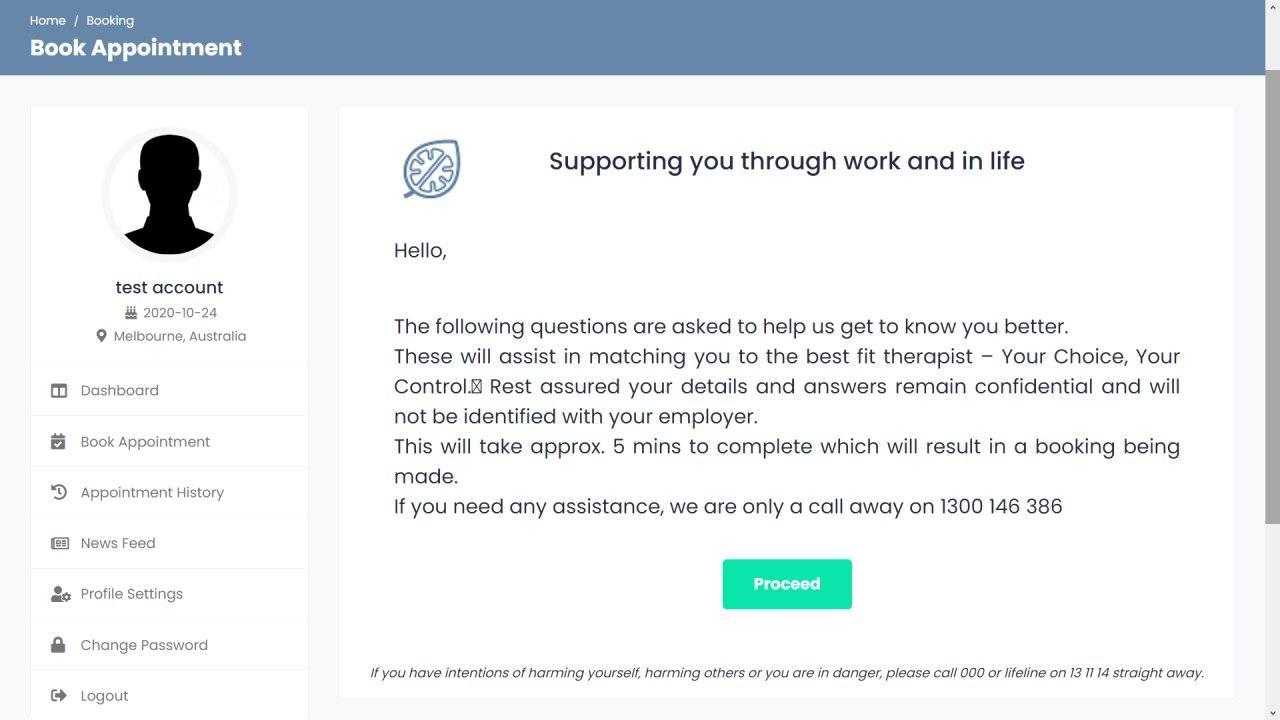 Home / Booking
Book Appointment
test account
2020-10-24
Melbourne, Australia
Dashboard
Book Appointment
Appointment History
News Feed
Profile Settings
Change Password
Logout
Supporting you through work and in life
Hello,
The following questions are asked to help us get to know you better.
These will assist in matching you to the best fit therapist – Your Choice, Your
Control. Rest assured your details and answers remain confidential and will
not be identified with your employer.
This will take approx. 5 mins to complete which will result in a booking being
made.
If you need any assistance, we are only a call away on 1300 146 386
Proceed
If you have intentions of harming yourself, harming others or you are in danger, please call 000 or lifeline on 13 11 14 straight away.